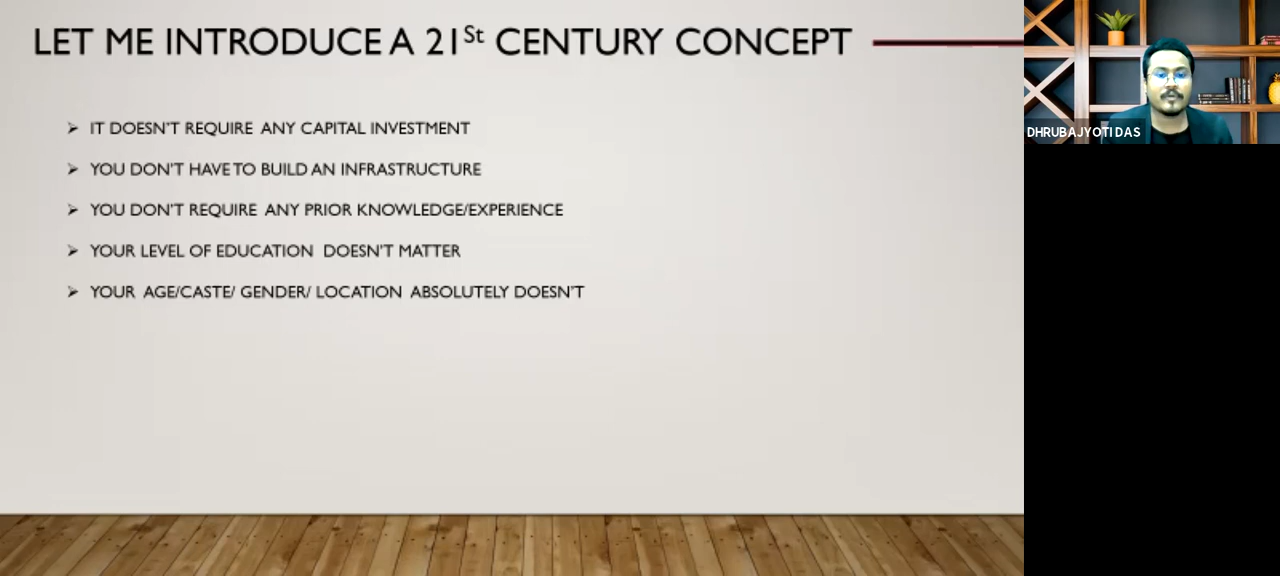 LET ME INTRODUCE A 21St CENTURY CONCEPT
IT DOESN'T REQUIRE ANY CAPITAL INVESTMENT
YOU DON'T HAVE TO BUILD AN INFRASTRUCTURE
YOU DON'T REQUIRE ANY PRIOR KNOWLEDGE/EXPERIENCE
YOUR LEVEL OF EDUCATION DOESN'T MATTER
YOUR AGE/CASTE/ GENDER/ LOCATION ABSOLUTELY DOESN'T
DHRUBAJYOTI DAS